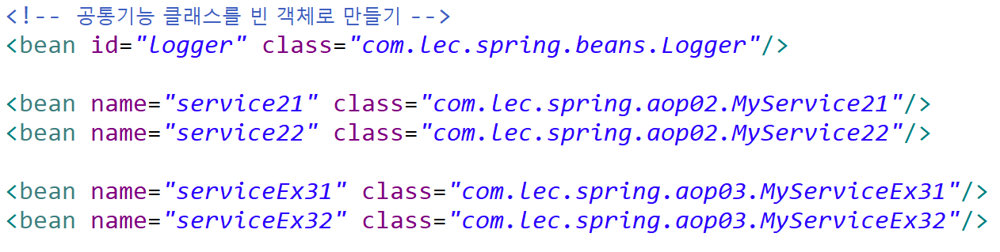 <!-- 공통기능 클래스를 빈 객체로 만들기 -->
<bean id="logger" class="com.lec.spring.beans.Logger"/>
<bean name="service21" class="com.lec.spring.aop02.MyService21"/>
<bean name="service22" class="com.lec.spring.aop02.MyService22"/>
<bean name="serviceEx31" class="com.lec.spring.aop03.MyServiceEx31"/>
<bean name="serviceEx32" class="com.lec.spring.aop03.MyServiceEx32"/>